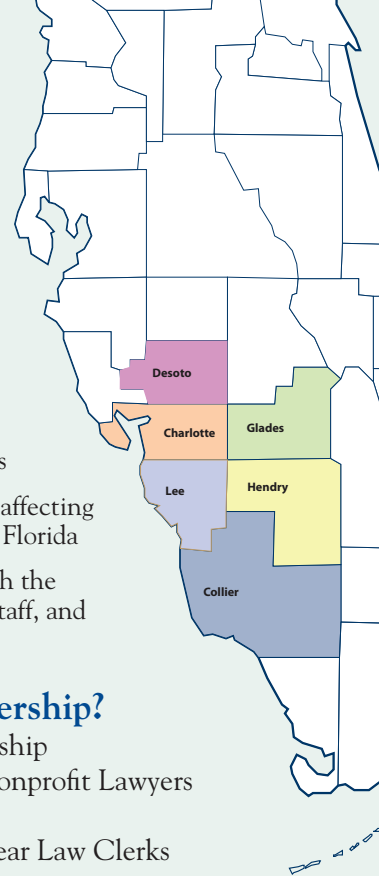 Desoto
Charlotte
Glades
Lee
Hendry
Collier
s
affecting
Florida
h the
taff, and
ership?
ship
onprofit Lawyers
ear Law Clerks